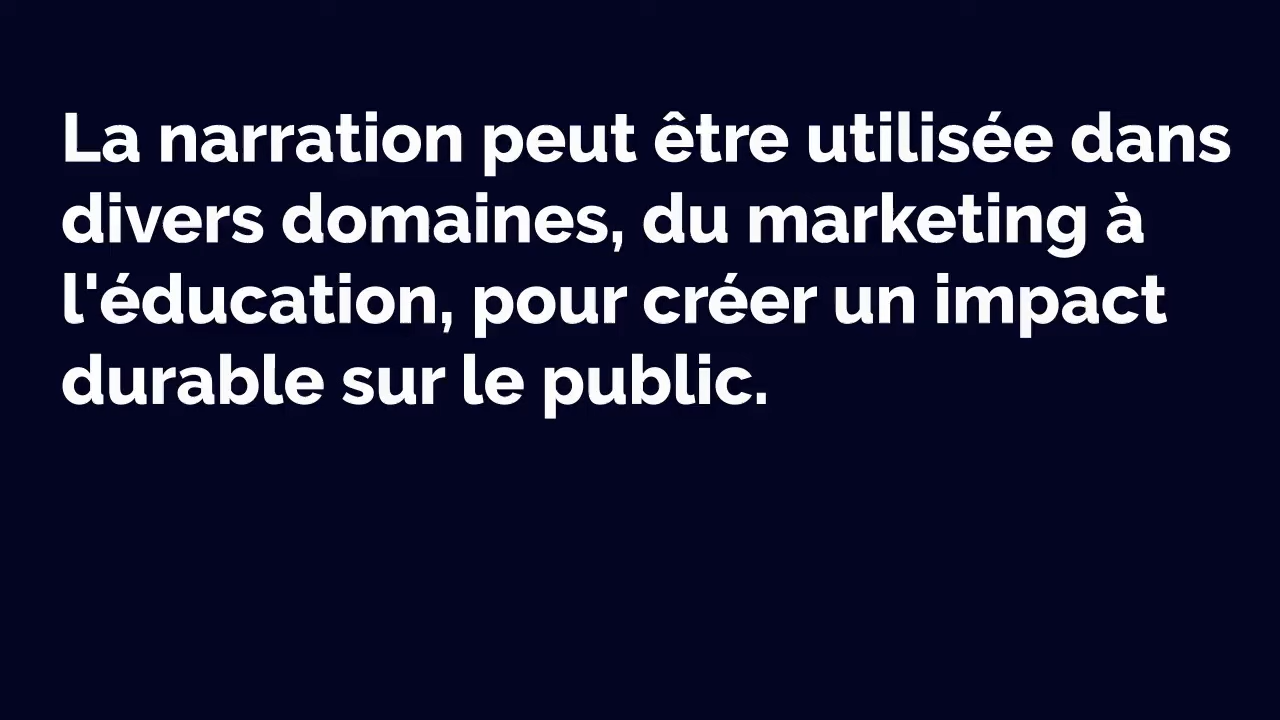 La narration peut être utilisée dans
divers domaines, du marketing à
l'éducation, pour créer un impact
durable sur le public.